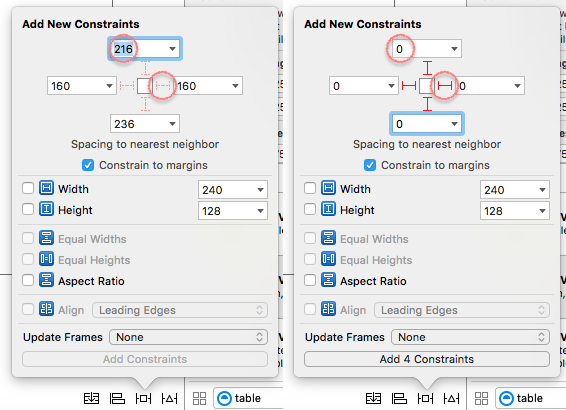 Add New Constraints
216
160
160
236
Spacing to nearest neighbor
Constrain to margins
Width
240
Height
128
Equal Widths
Equal Heights
Aspect Ratio
Align
Leading Edges
Update Frames
None
Add Constraints
table
Add New Constraints
0
0
0
0
Spacing to nearest neighbor
Constrain to margins
Width
240
Height
128
Equal Widths
Equal Heights
Aspect Ratio
Align
Leading Edges
Update Frames
None
Add 4 Constraints
table